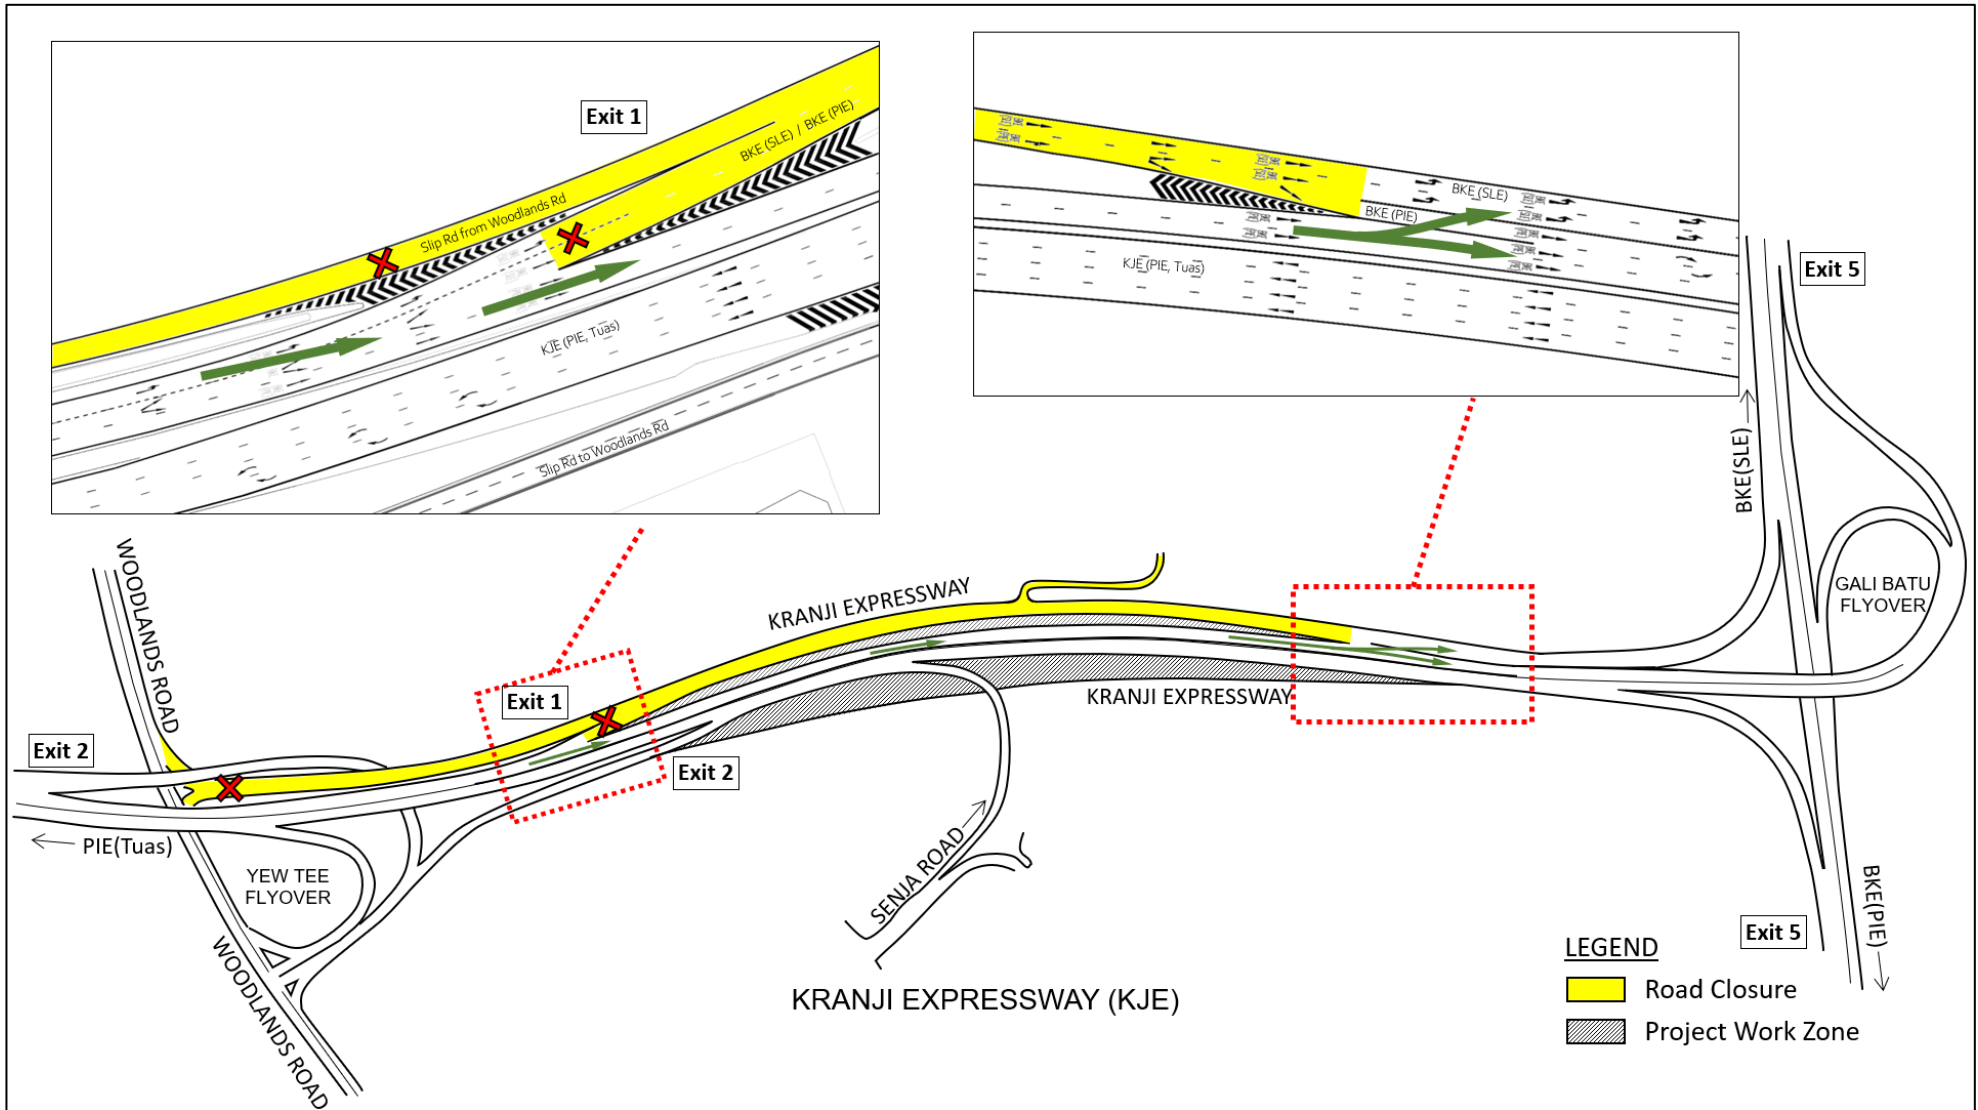 Exit 1
BKE (SLE) / BKE (PIE)
Slip Rd from Woodlands Rd
KJE (PIE, Tuas)
Slip Rd to Woodlands Rd
BKE (SLE)
BKE (PIE)
KJE (PIE, Tuas)
Exit 5
BKE(SLE)
GALI BATU
FLYOVER
WOODLANDS ROAD
KRANJI EXPRESSWAY
Exit 1
KRANJI EXPRESSWAY
Exit 2
Exit 2
PIE(Tuas)
YEW TEE
FLYOVER
SENJA ROAD
WOODLANDS ROAD
Exit 5
BKE(PIE)
KRANJI EXPRESSWAY (KJE)
LEGEND
Road Closure
Project Work Zone